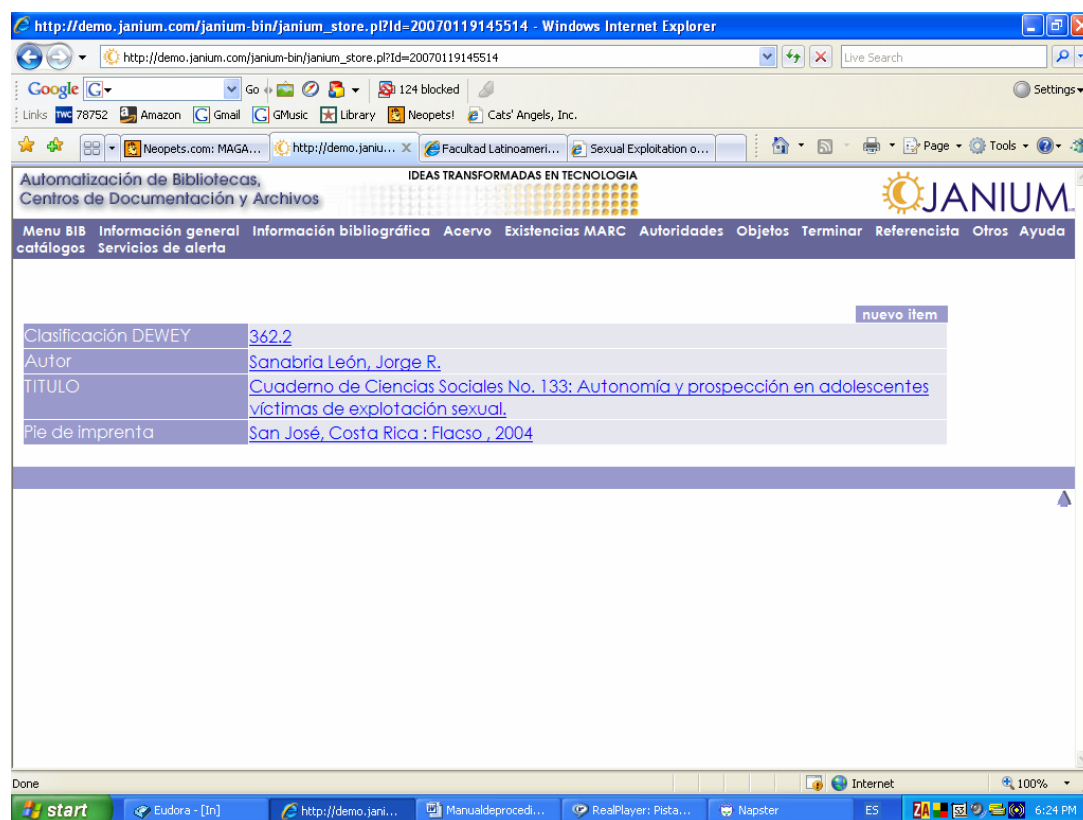 http://demo.janium.com/janium-bin/janium_store.pl?Id=20070119145514 - Windows Internet Explorer
http://demo.janium.com/janium-bin/janium_store.pl?Id=20070119145514 Live Search
Google G Go 124 blocked Settings
Links TWC 78752 Amazon G Gmail G GMusic Library Neopets! Cats' Angels, Inc.
Neopets.com: MAGA... http://demo.janiu... X Facultad Latinoameri... Sexual Exploitation o... Page Tools
Automatización de Bibliotecas, IDEAS TRANSFORMADAS EN TECNOLOGIA
Centros de Documentación y Archivos JANIUM.
Menu BIB Información general Información bibliográfica Acervo Existencias MARC Autoridades Objetos Terminar Referencista Otros Ayuda
catálogos Servicios de alerta
nuevo item
Clasificación DEWEY 362.2
Autor Sanabria León, Jorge R.
TITULO Cuaderno de Ciencias Sociales No. 133: Autonomía y prospección en adolescentes
víctimas de explotación sexual.
Pie de imprenta San José, Costa Rica : Flacso , 2004
Done Internet 100%
start Eudora - [In] http://demo.jani... Manualdeprocedi... RealPlayer: Pista... Napster ES ZA 6:24 PM